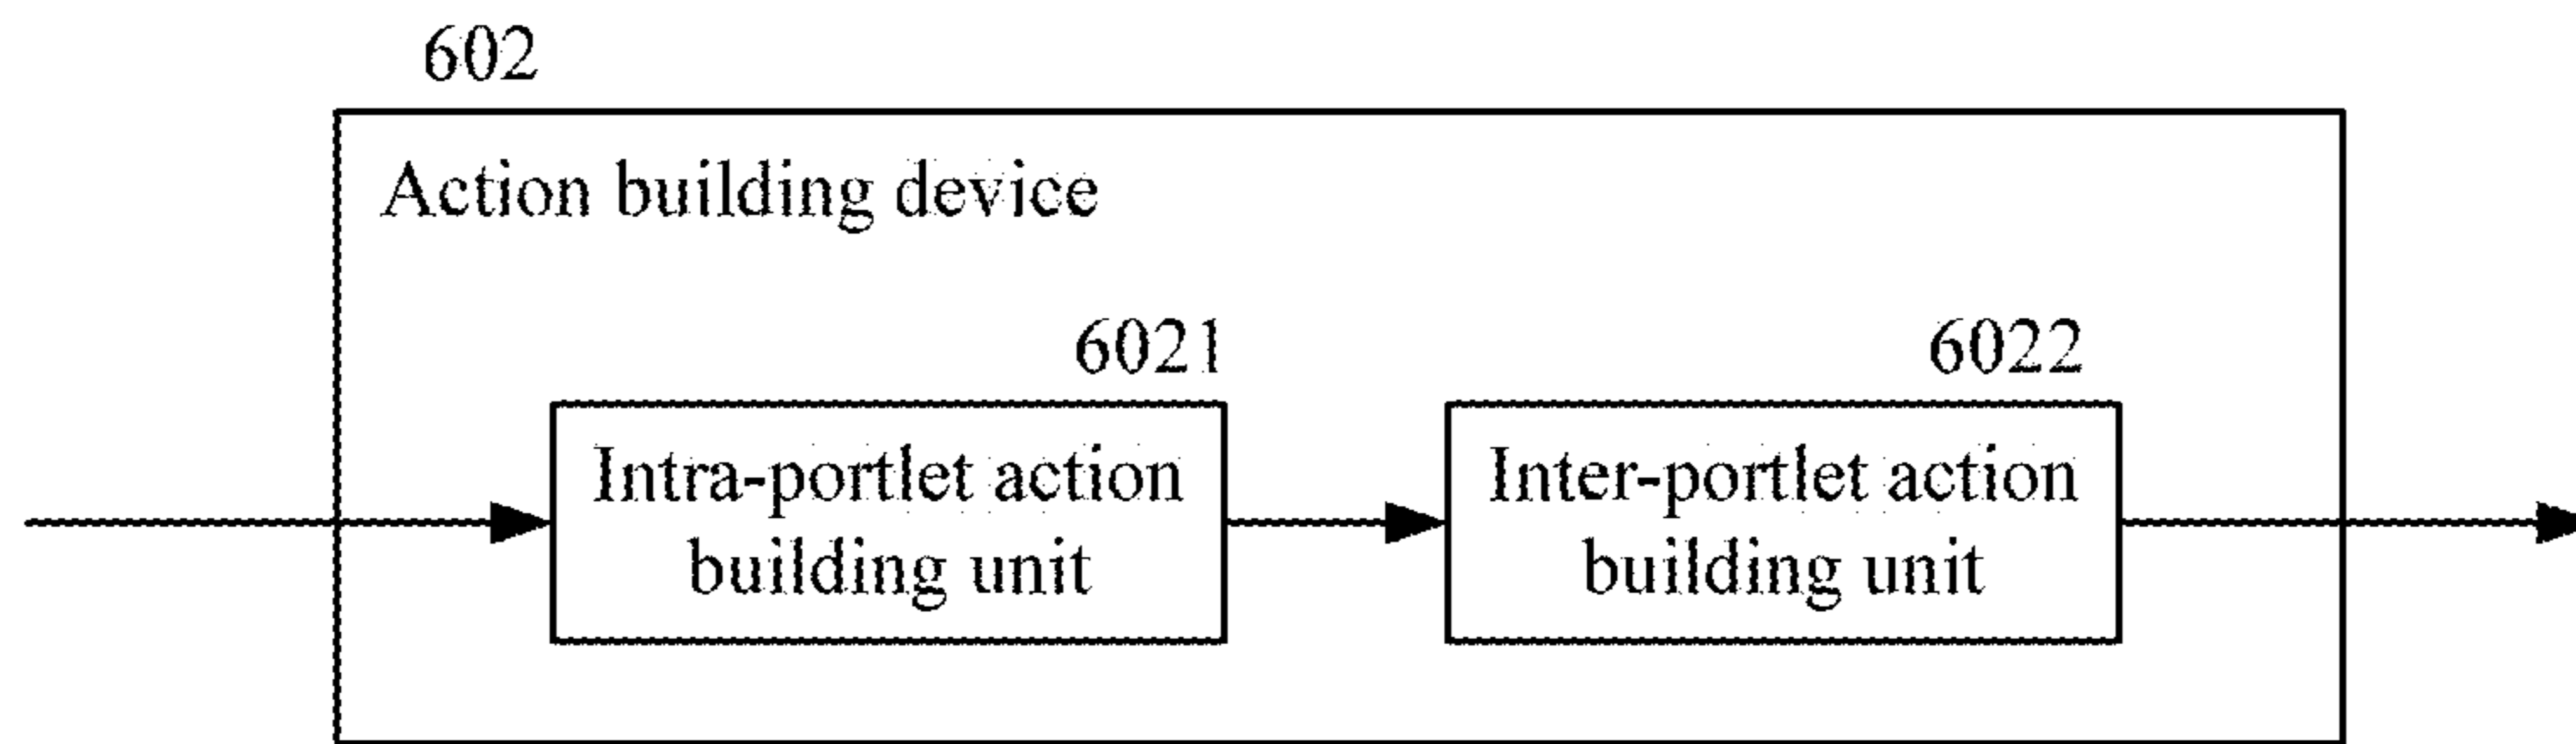 602
Action building device
6021
6022
Intra-portlet action
building unit
Inter-portlet action
building unit